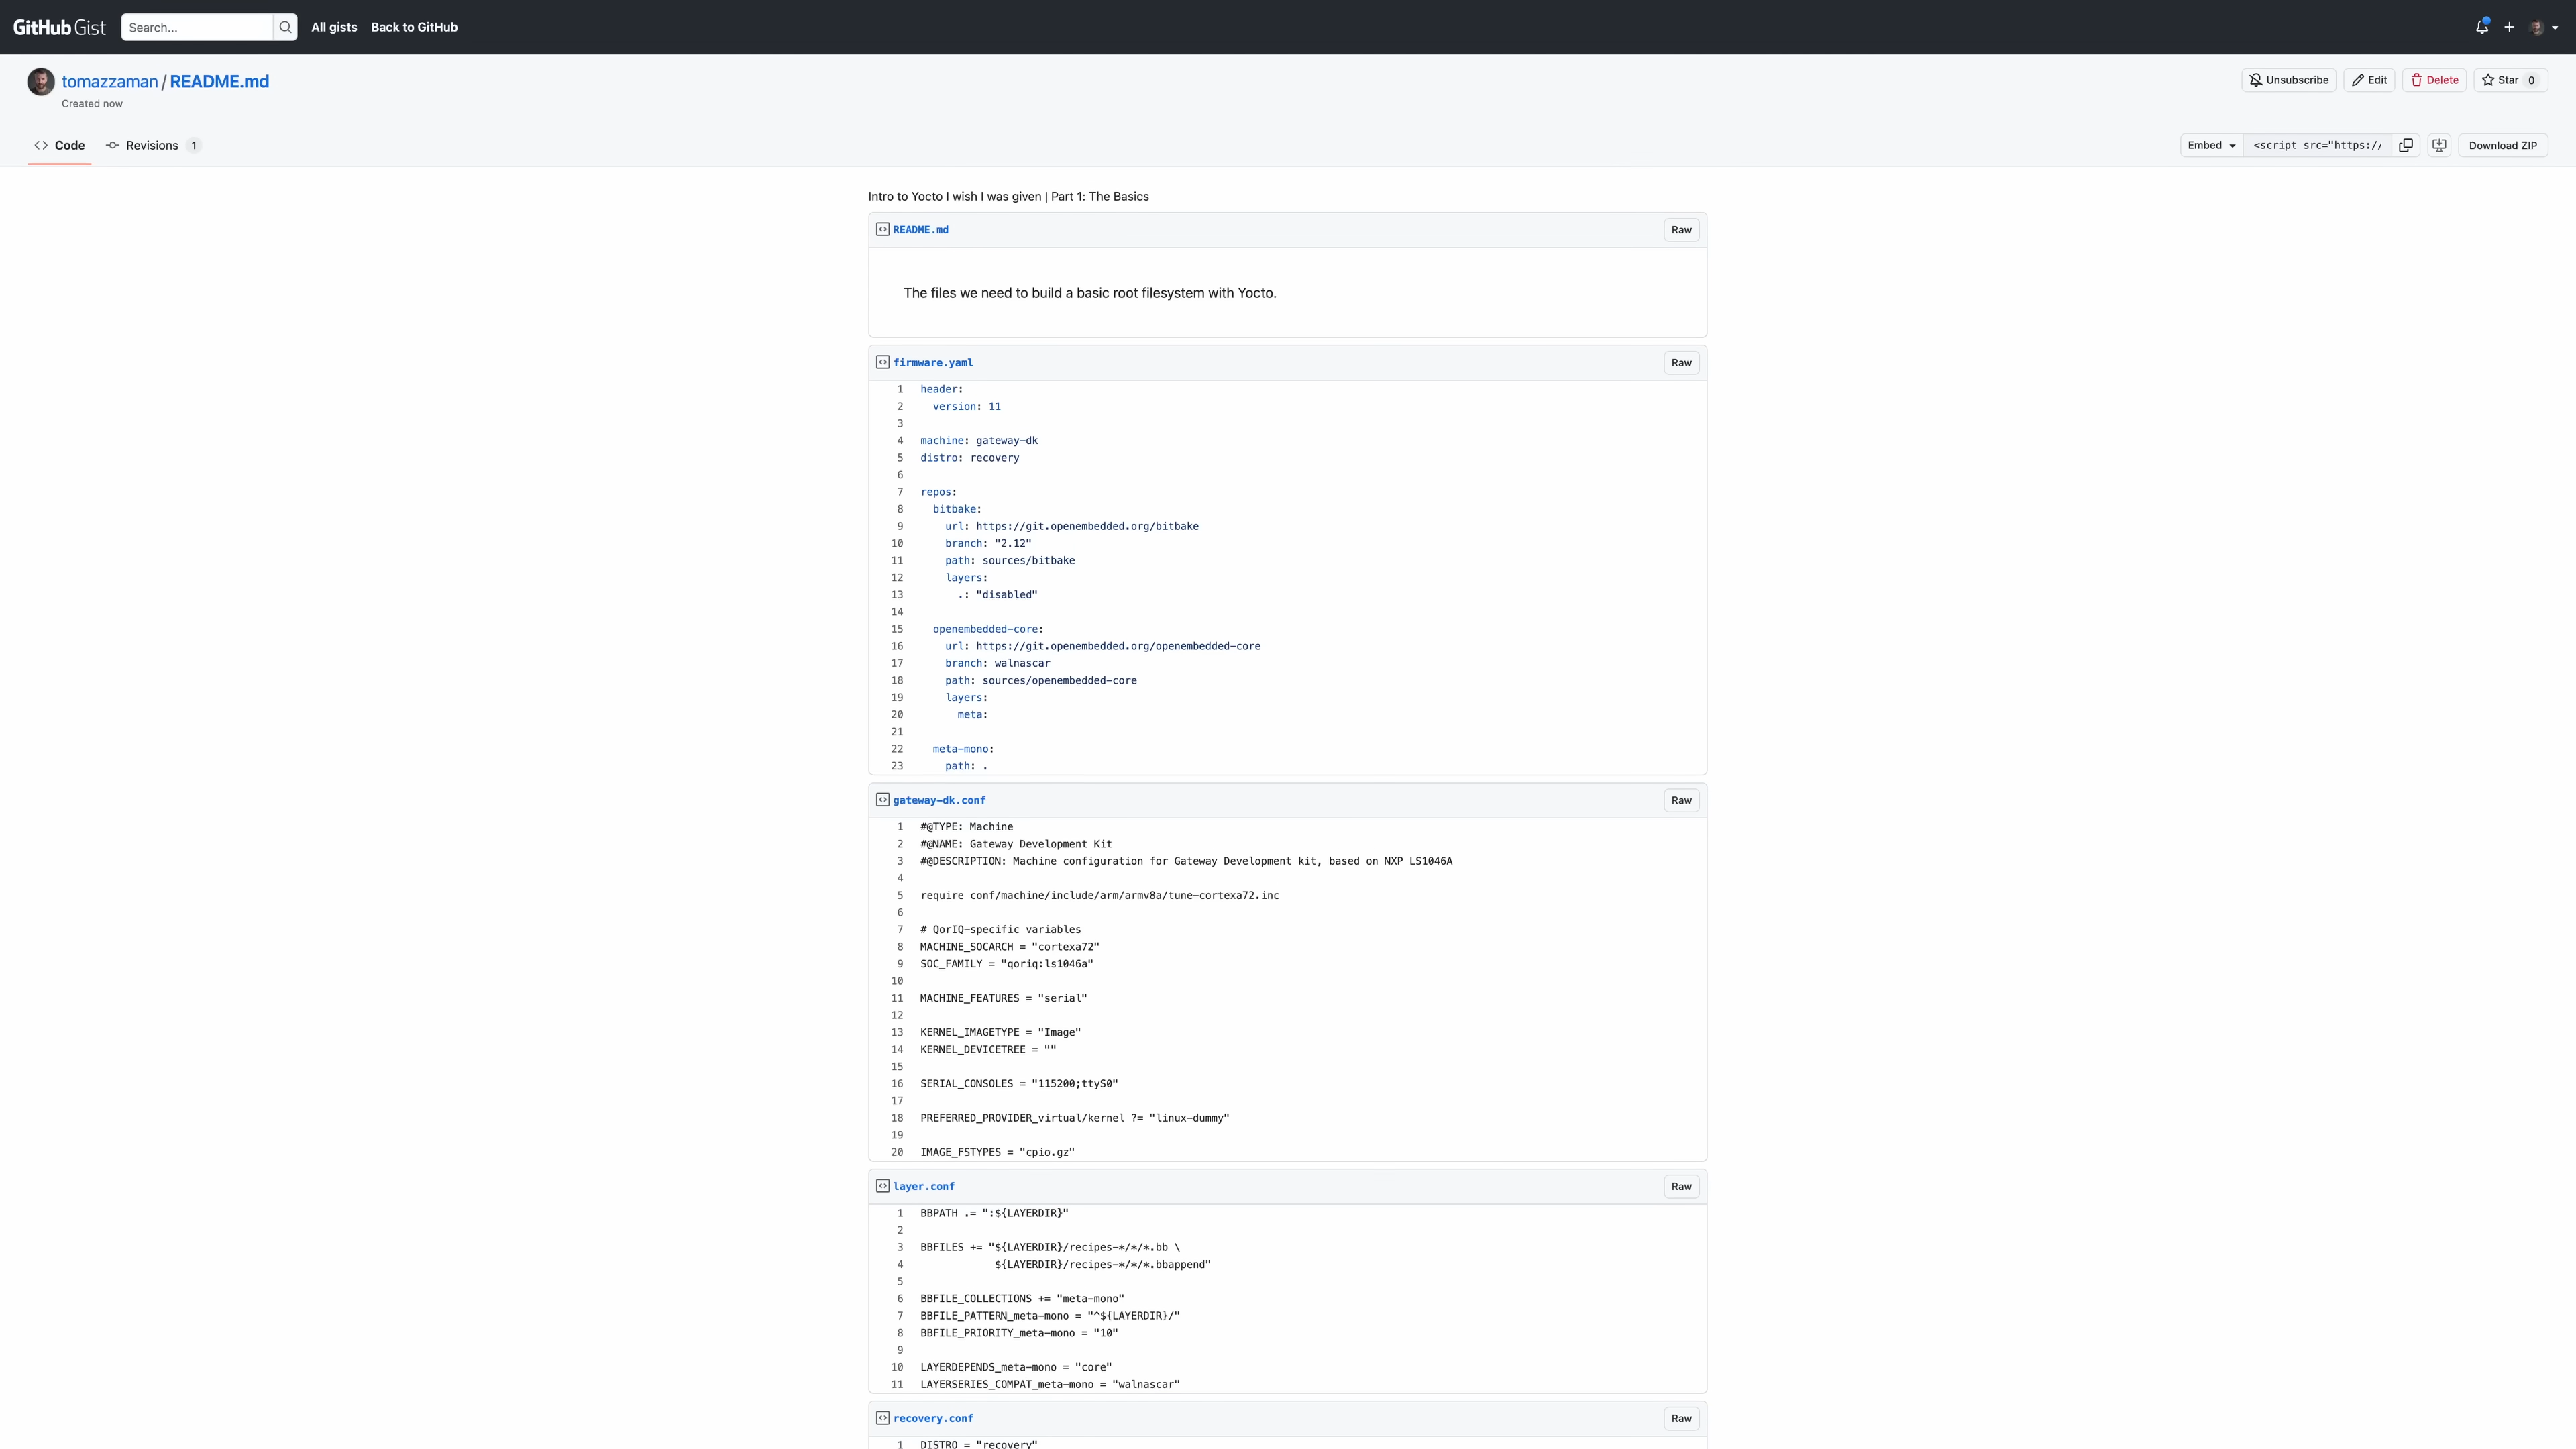 GitHub Gist Search... All gists Back to GitHub
tomazzaman / README.md Unsubscribe Edit Delete Star 0
Created now
Code Revisions 1 Embed <script src="https:// Download ZIP
Intro to Yocto I wish I was given | Part 1: The Basics
README.md Raw
The files we need to build a basic root filesystem with Yocto.
firmware.yaml Raw
1 header:
2   version: 11
3
4 machine: gateway-dk
5 distro: recovery
6
7 repos:
8   bitbake:
9     url: https://git.openembedded.org/bitbake
10     branch: "2.12"
11     path: sources/bitbake
12     layers:
13       .: "disabled"
14
15   openembedded-core:
16     url: https://git.openembedded.org/openembedded-core
17     branch: walnascar
18     path: sources/openembedded-core
19     layers:
20       meta:
21
22   meta-mono:
23     path: .
gateway-dk.conf Raw
1 #@TYPE: Machine
2 #@NAME: Gateway Development Kit
3 #@DESCRIPTION: Machine configuration for Gateway Development kit, based on NXP LS1046A
4
5 require conf/machine/include/arm/armv8a/tune-cortexa72.inc
6
7 # QorIQ-specific variables
8 MACHINE_SOCARCH = "cortexa72"
9 SOC_FAMILY = "qoriq:ls1046a"
10
11 MACHINE_FEATURES = "serial"
12
13 KERNEL_IMAGETYPE = "Image"
14 KERNEL_DEVICETREE = ""
15
16 SERIAL_CONSOLES = "115200;ttyS0"
17
18 PREFERRED_PROVIDER_virtual/kernel ?= "linux-dummy"
19
20 IMAGE_FSTYPES = "cpio.gz"
layer.conf Raw
1 BBPATH .= ":${LAYERDIR}"
2
3 BBFILES += "${LAYERDIR}/recipes-*/*/*.bb \
4             ${LAYERDIR}/recipes-*/*/*.bbappend"
5
6 BBFILE_COLLECTIONS += "meta-mono"
7 BBFILE_PATTERN_meta-mono = "^${LAYERDIR}/"
8 BBFILE_PRIORITY_meta-mono = "10"
9
10 LAYERDEPENDS_meta-mono = "core"
11 LAYERSERIES_COMPAT_meta-mono = "walnascar"
recovery.conf Raw
1 DISTRO = "recovery"